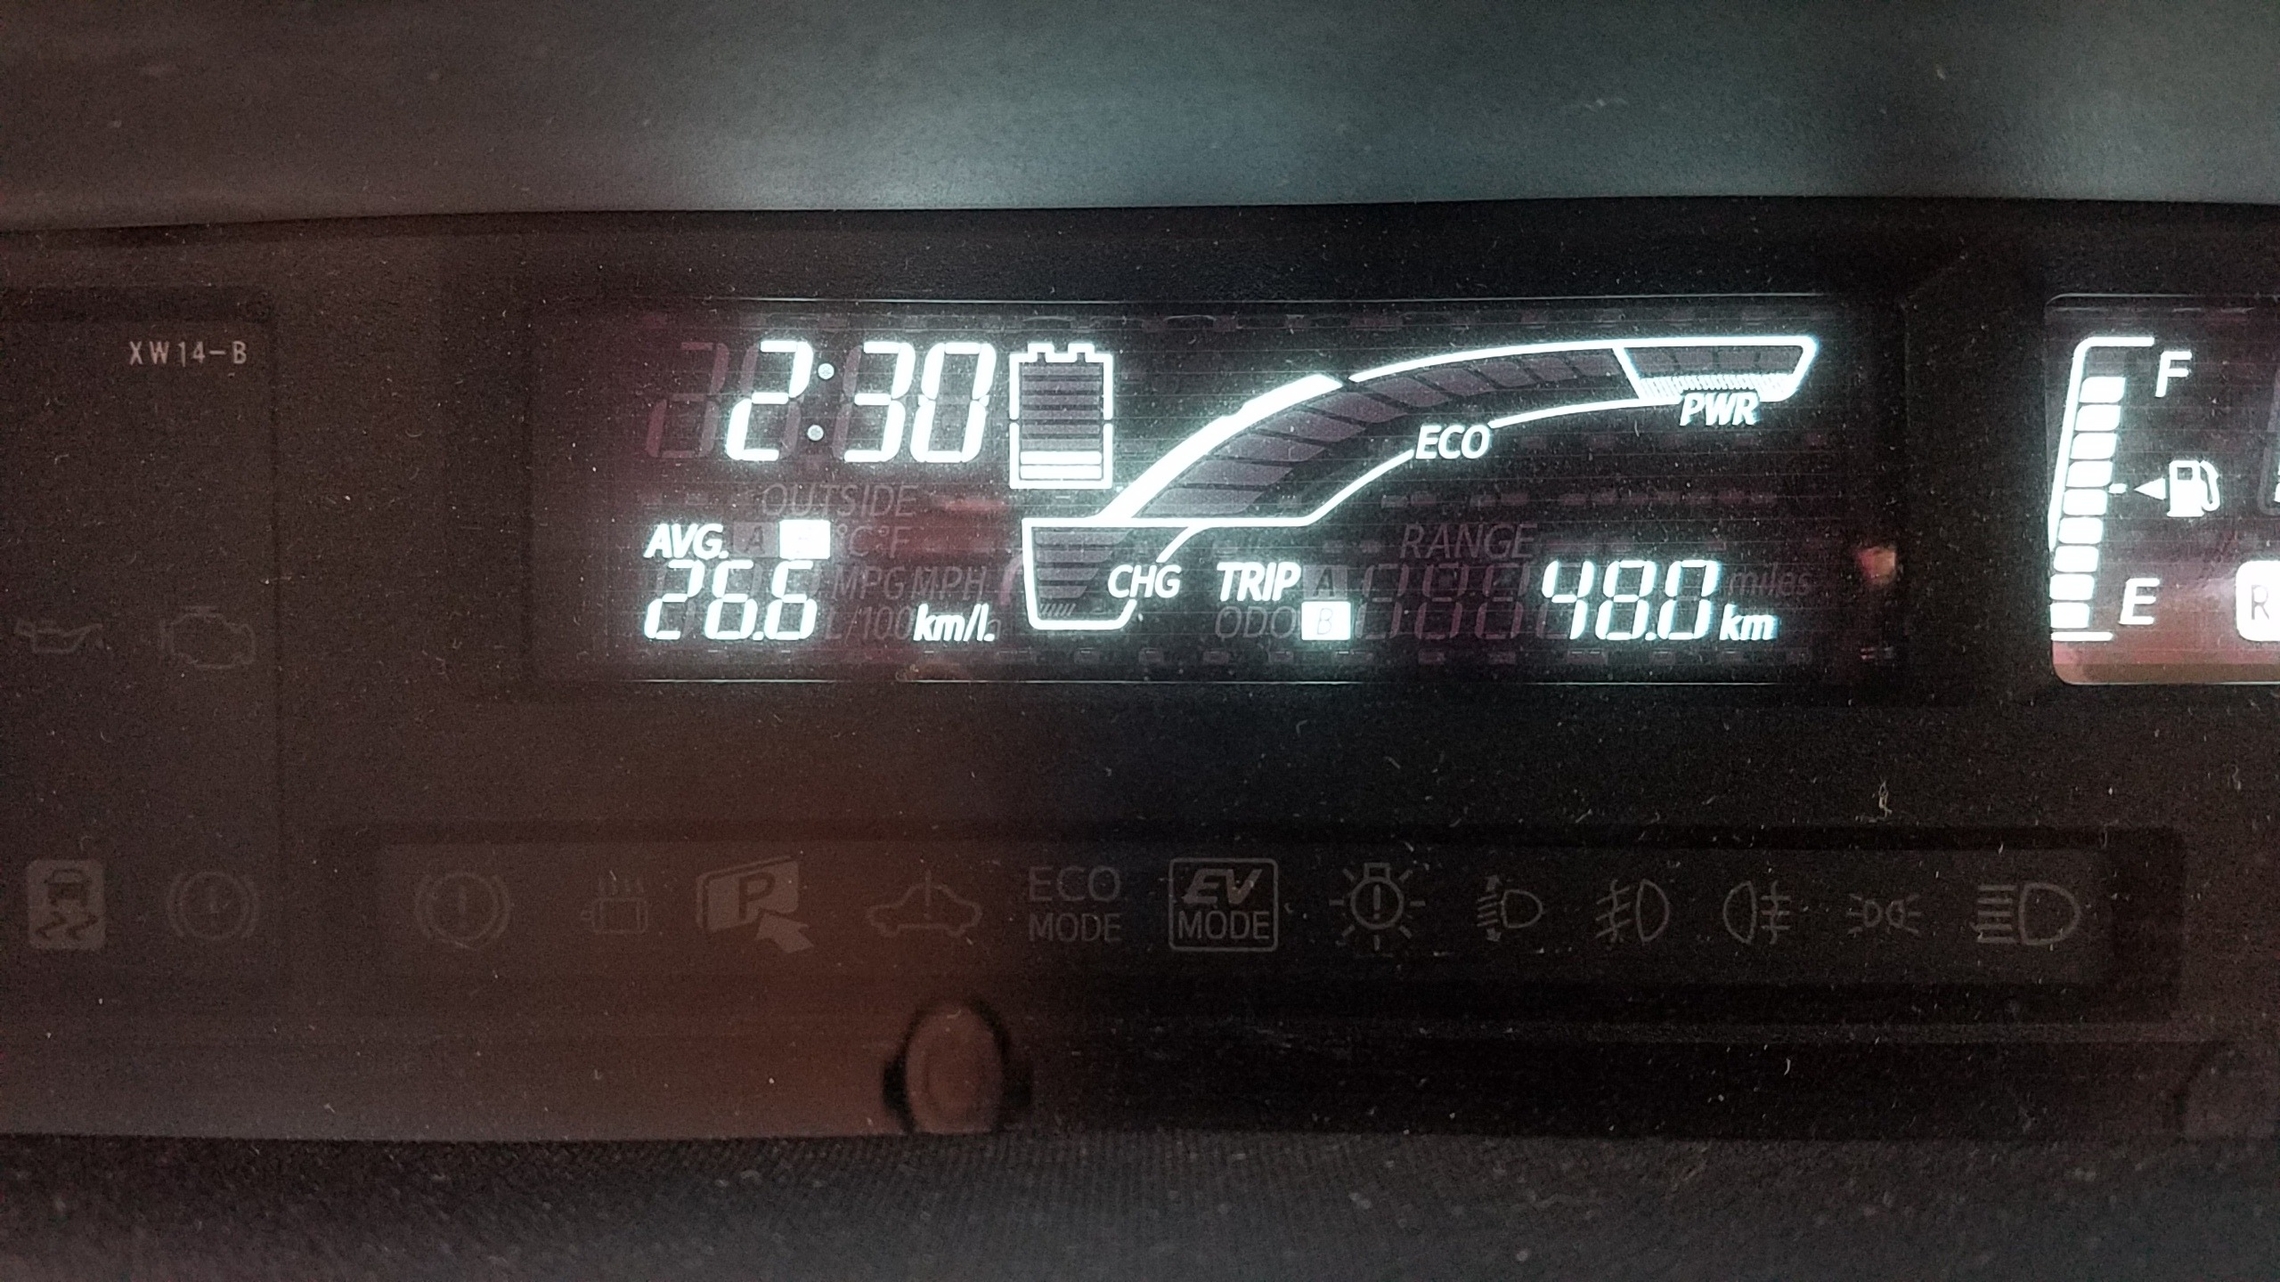 XW14-B
2:30
F
PWR
ECO
OUTSIDE
AVG. A °C°F
RANGE
26.6 MPG MPH
CHG
TRIP A
48.0 miles
E
L/100 km/L
ODO B
km
R
P
ECO
MODE
EV
MODE